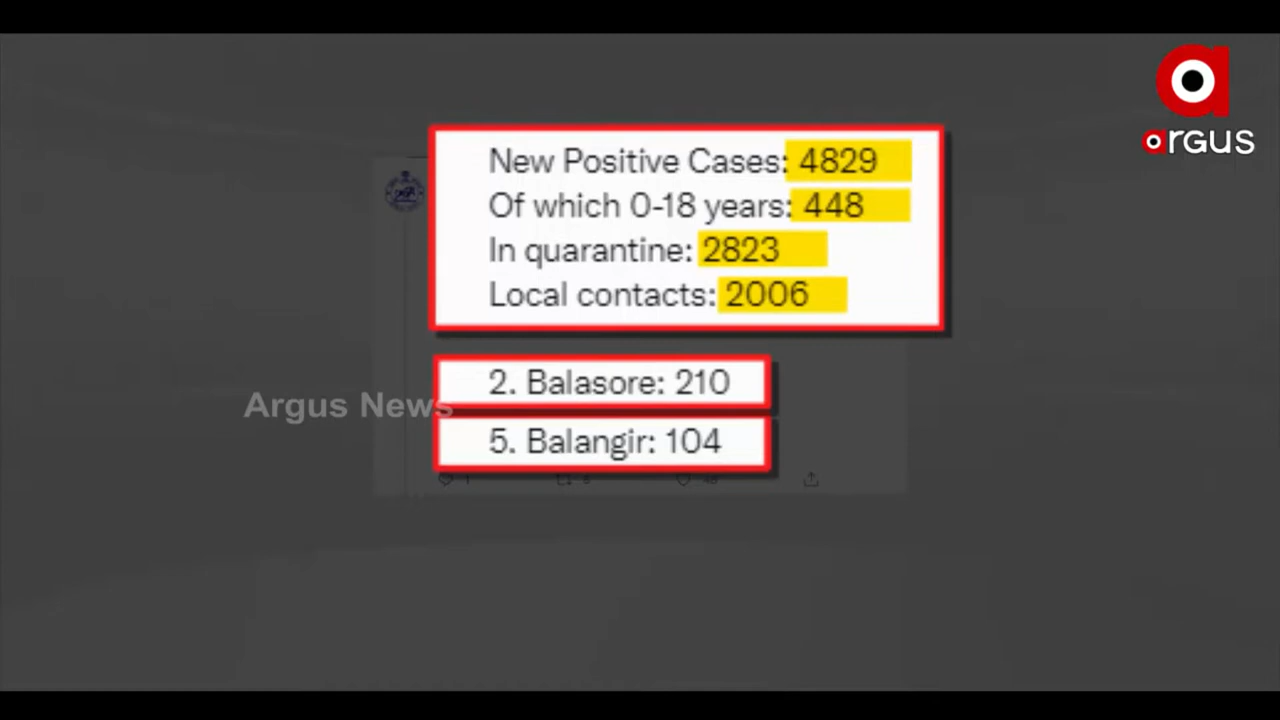 argus
New Positive Cases: 4829
Of which 0-18 years: 448
In quarantine: 2823
Local contacts: 2006
2. Balasore: 210
Argus News
5. Balangir: 104
1